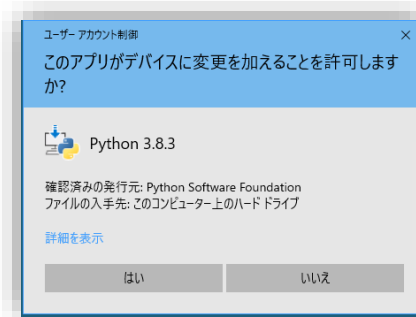 ユーザー アカウント制御
このアプリがデバイスに変更を加えることを許可します
か?
Python 3.8.3
確認済みの発行元: Python Software Foundation
ファイルの入手先: このコンピューター上のハード ドライブ
詳細を表示
はい
いいえ